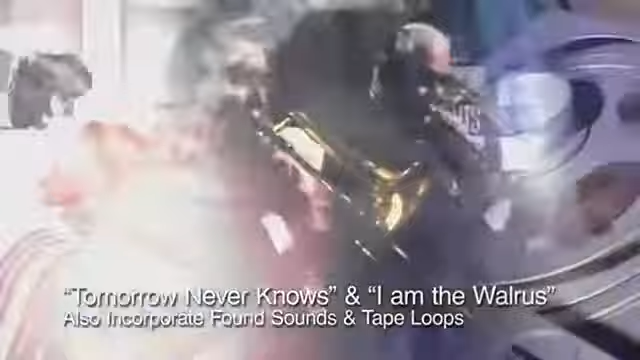 “Tomorrow Never Knows” & “I am the Walrus”
Also Incorporate Found Sounds & Tape Loops